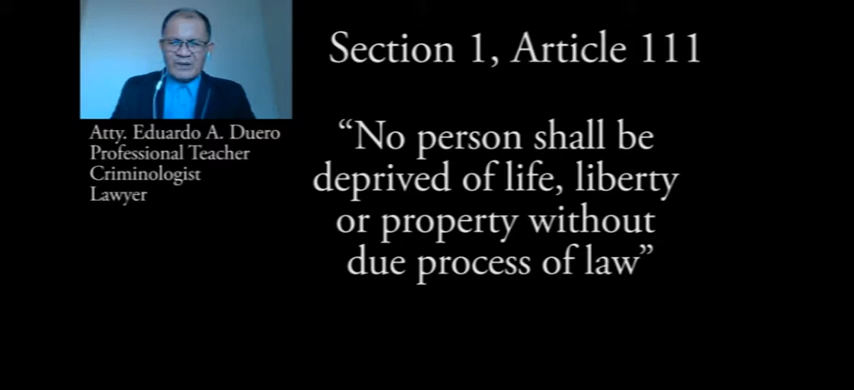 Section 1, Article 111
Atty. Eduardo A. Duero
Professional Teacher
Criminologist
Lawyer
“No person shall be
deprived of life, liberty
or property without
due process of law”